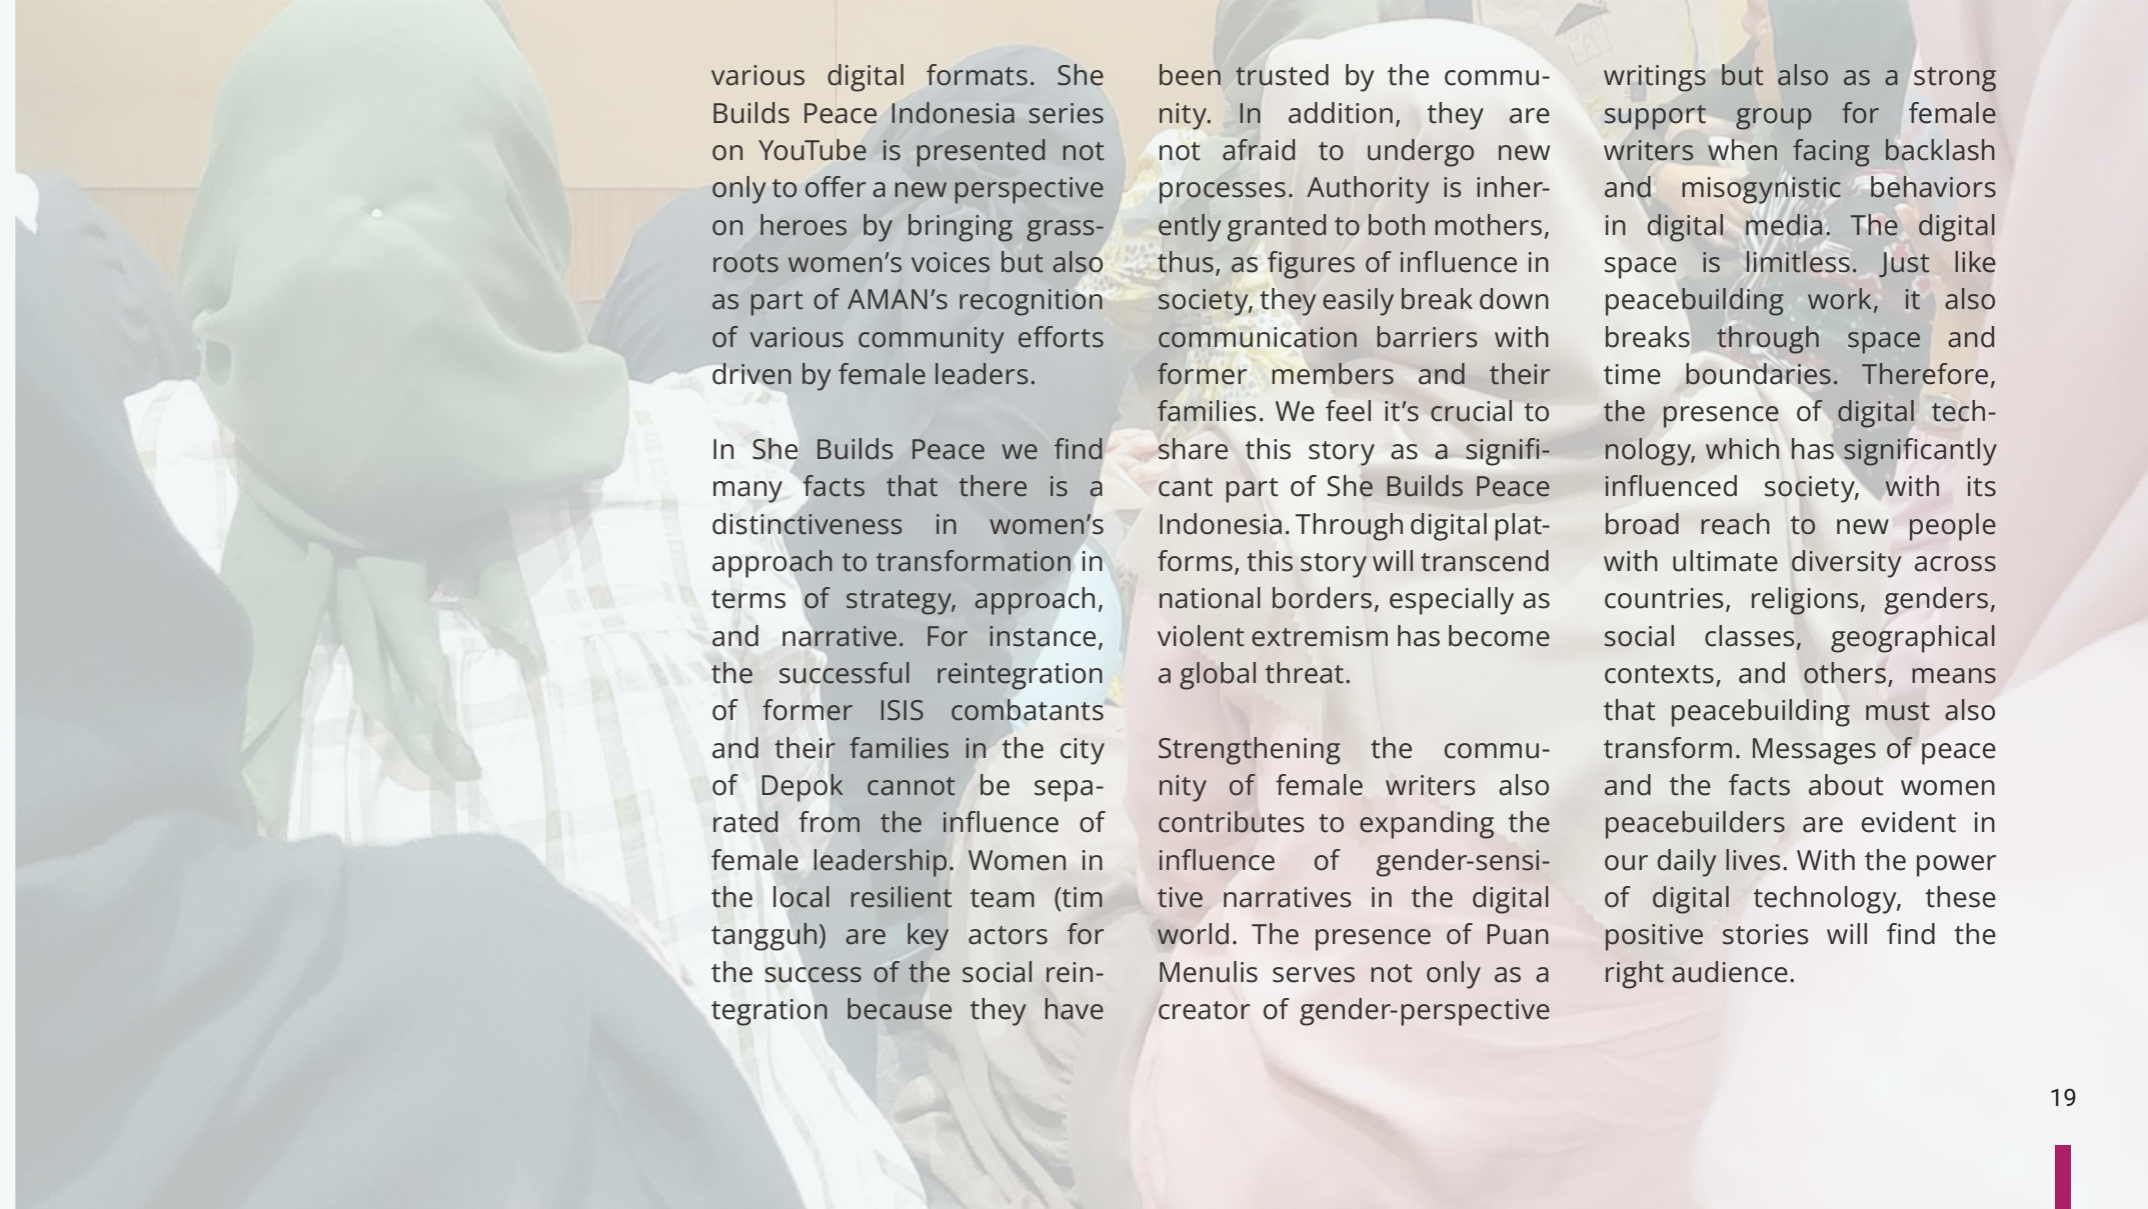 various digital formats. She
Builds Peace Indonesia series
on YouTube is presented not
only to offer a new perspective
on heroes by bringing grass-
roots women’s voices but also
as part of AMAN’s recognition
of various community efforts
driven by female leaders.
In She Builds Peace we find
many facts that there is a
distinctiveness in women’s
approach to transformation in
terms of strategy, approach,
and narrative. For instance,
the successful reintegration
of former ISIS combatants
and their families in the city
of Depok cannot be sepa-
rated from the influence of
female leadership. Women in
the local resilient team (tim
tangguh) are key actors for
the success of the social rein-
tegration because they have
been trusted by the commu-
nity. In addition, they are
not afraid to undergo new
processes. Authority is inher-
ently granted to both mothers,
thus, as figures of influence in
society, they easily break down
communication barriers with
former members and their
families. We feel it’s crucial to
share this story as a signifi-
cant part of She Builds Peace
Indonesia. Through digital plat-
forms, this story will transcend
national borders, especially as
violent extremism has become
a global threat.
Strengthening the commu-
nity of female writers also
contributes to expanding the
influence of gender-sensi-
tive narratives in the digital
world. The presence of Puan
Menulis serves not only as a
creator of gender-perspective
writings but also as a strong
support group for female
writers when facing backlash
and misogynistic behaviors
in digital media. The digital
space is limitless. Just like
peacebuilding work, it also
breaks through space and
time boundaries. Therefore,
the presence of digital tech-
nology, which has significantly
influenced society, with its
broad reach to new people
with ultimate diversity across
countries, religions, genders,
social classes, geographical
contexts, and others, means
that peacebuilding must also
transform. Messages of peace
and the facts about women
peacebuilders are evident in
our daily lives. With the power
of digital technology, these
positive stories will find the
right audience.
19